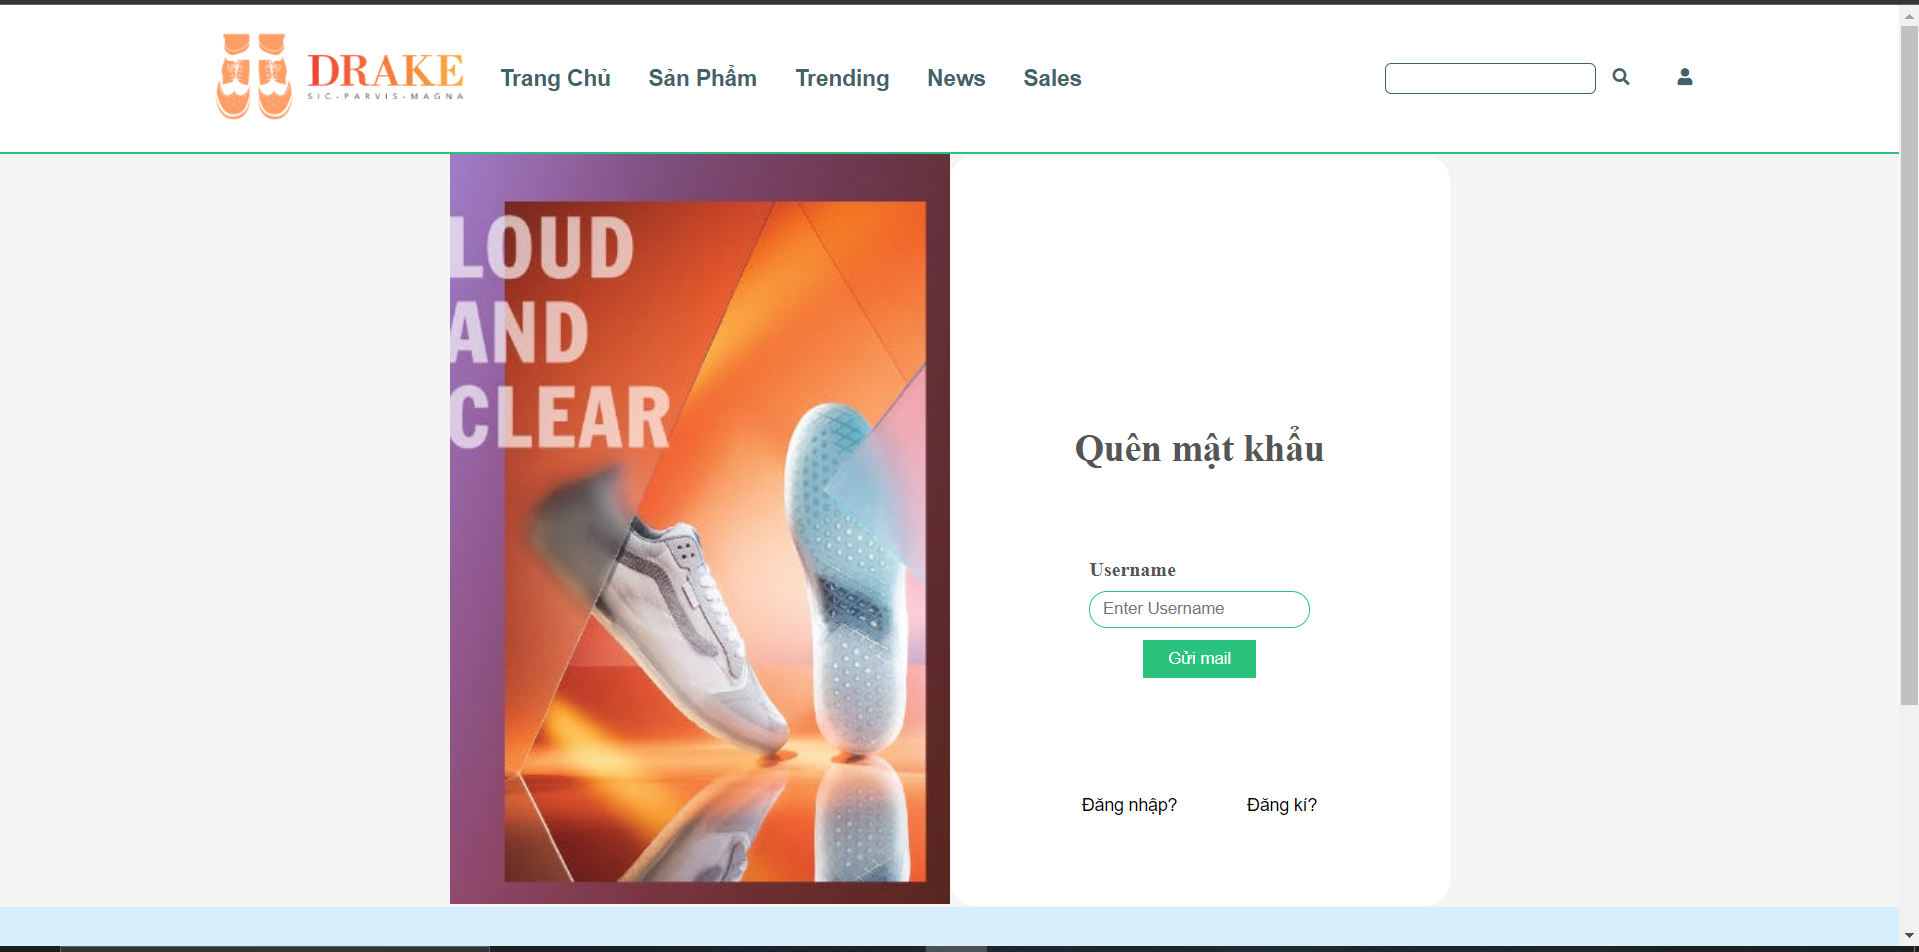 DRAKE
SIC-PARVIS-MAGNA
Trang Chủ
Sản Phẩm
Trending
News
Sales
LOUD
AND
CLEAR
Quên mật khẩu
Username
Enter Username
Gửi mail
Đăng nhập?
Đăng kí?